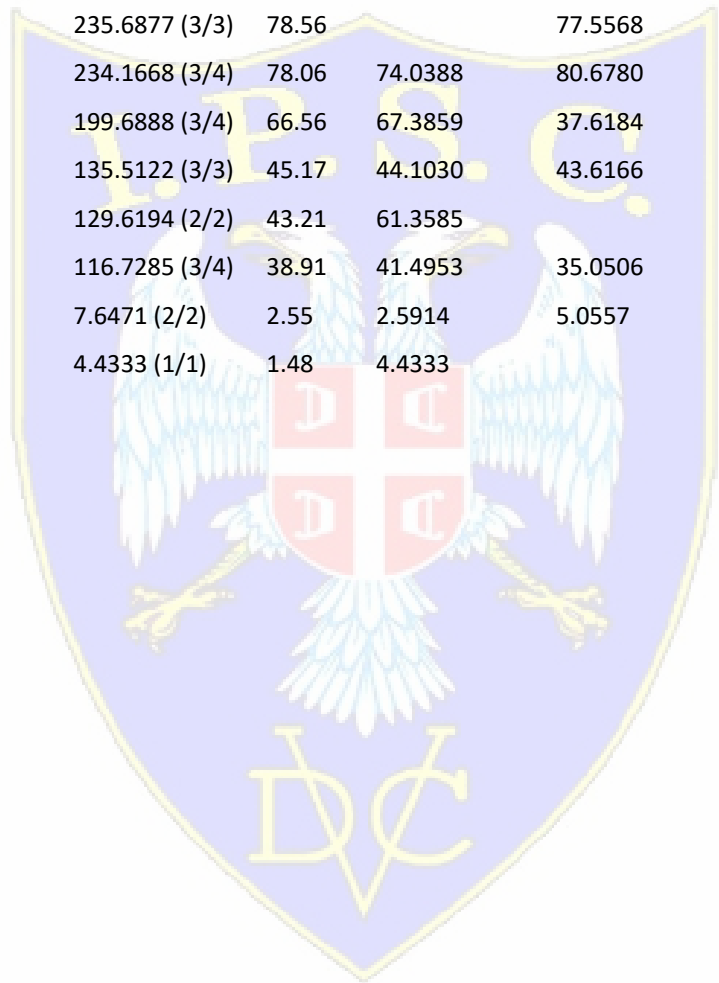 235.6877 (3/3) 78.56 77.5568
234.1668 (3/4) 78.06 74.0388 80.6780
199.6888 (3/4) 66.56 67.3859 37.6184
135.5122 (3/3) 45.17 44.1030 43.6166
129.6194 (2/2) 43.21 61.3585
116.7285 (3/4) 38.91 41.4953 35.0506
7.6471 (2/2) 2.55 2.5914 5.0557
4.4333 (1/1) 1.48 4.4333
I. P. S. C.
DVC